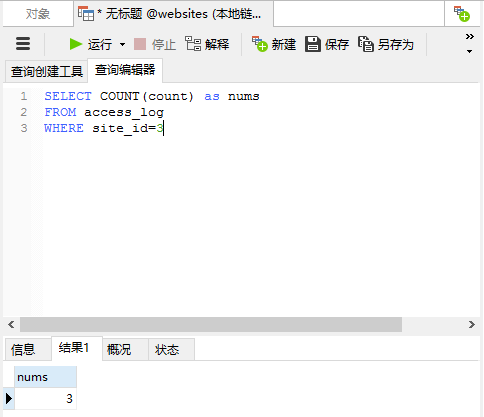 对象
* 无标题 @websites (本地链...
运行
停止
解释
新建
保存
另存为
查询创建工具
查询编辑器
1 SELECT COUNT(count) as nums
2 FROM access_log
3 WHERE site_id=3
信息
结果1
概况
状态
nums
3